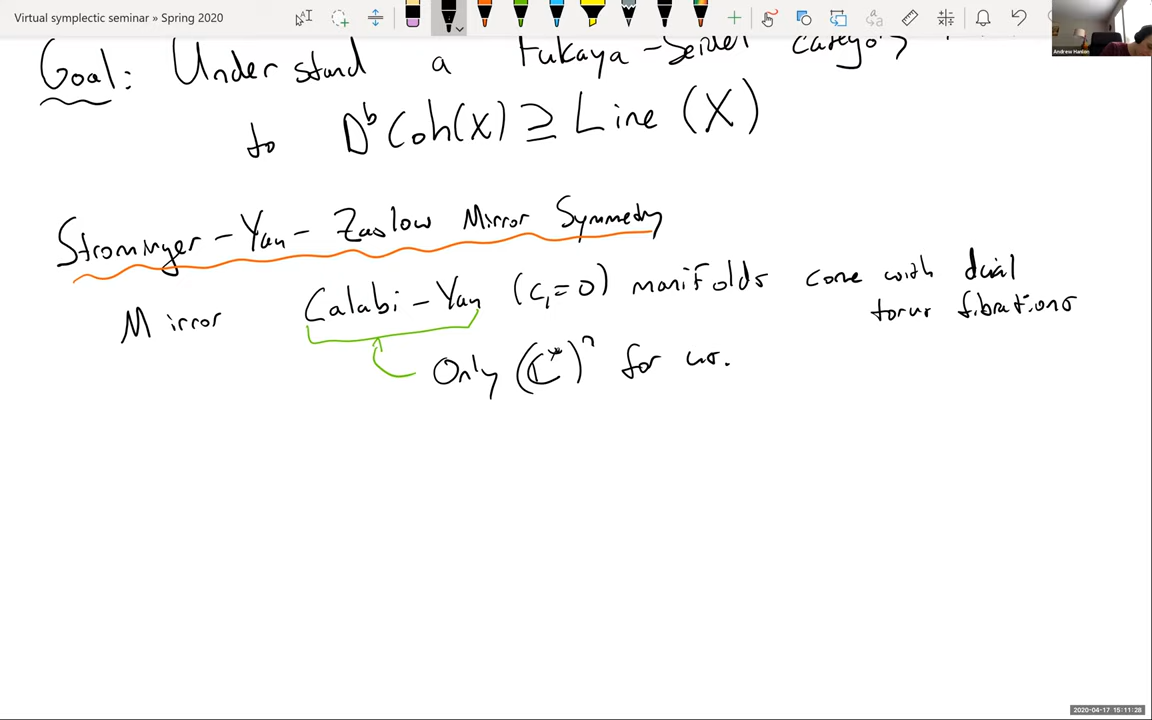 Virtual symplectic seminar » Spring 2020
Goal: Understand a Fukaya-Seidel category
to D^b Coh(X) ⊇ Line (X)
Strominger-Yau-Zaslow Mirror Symmetry
Mirror Calabi-Yau (c₁=0) manifolds come with dual
torus fibrations
Only (ℂ*)ⁿ for us.
Andrew Hanlon
2020-04-17 15:11:28